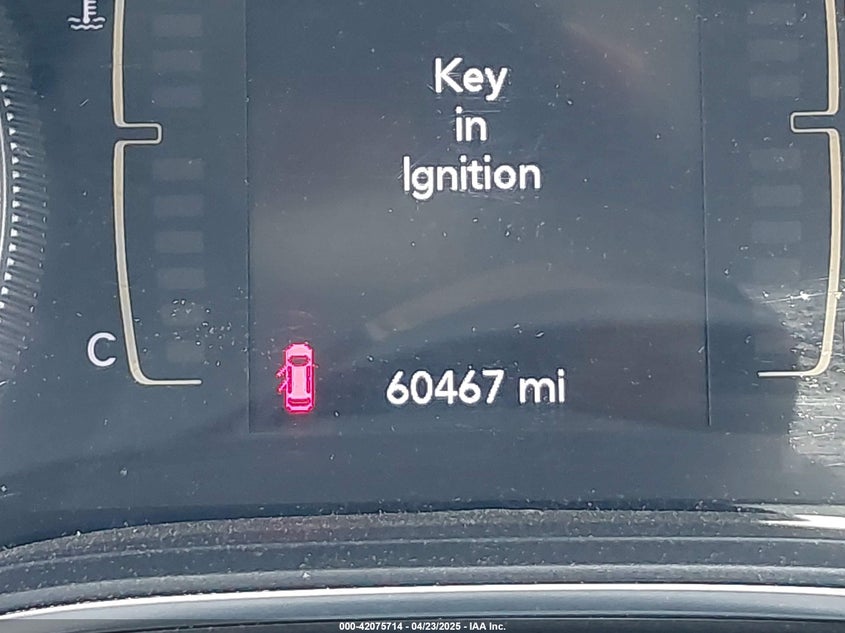 Key
in
Ignition
C
60467 mi
000-42075714 - 04/23/2025 - IAA Inc.